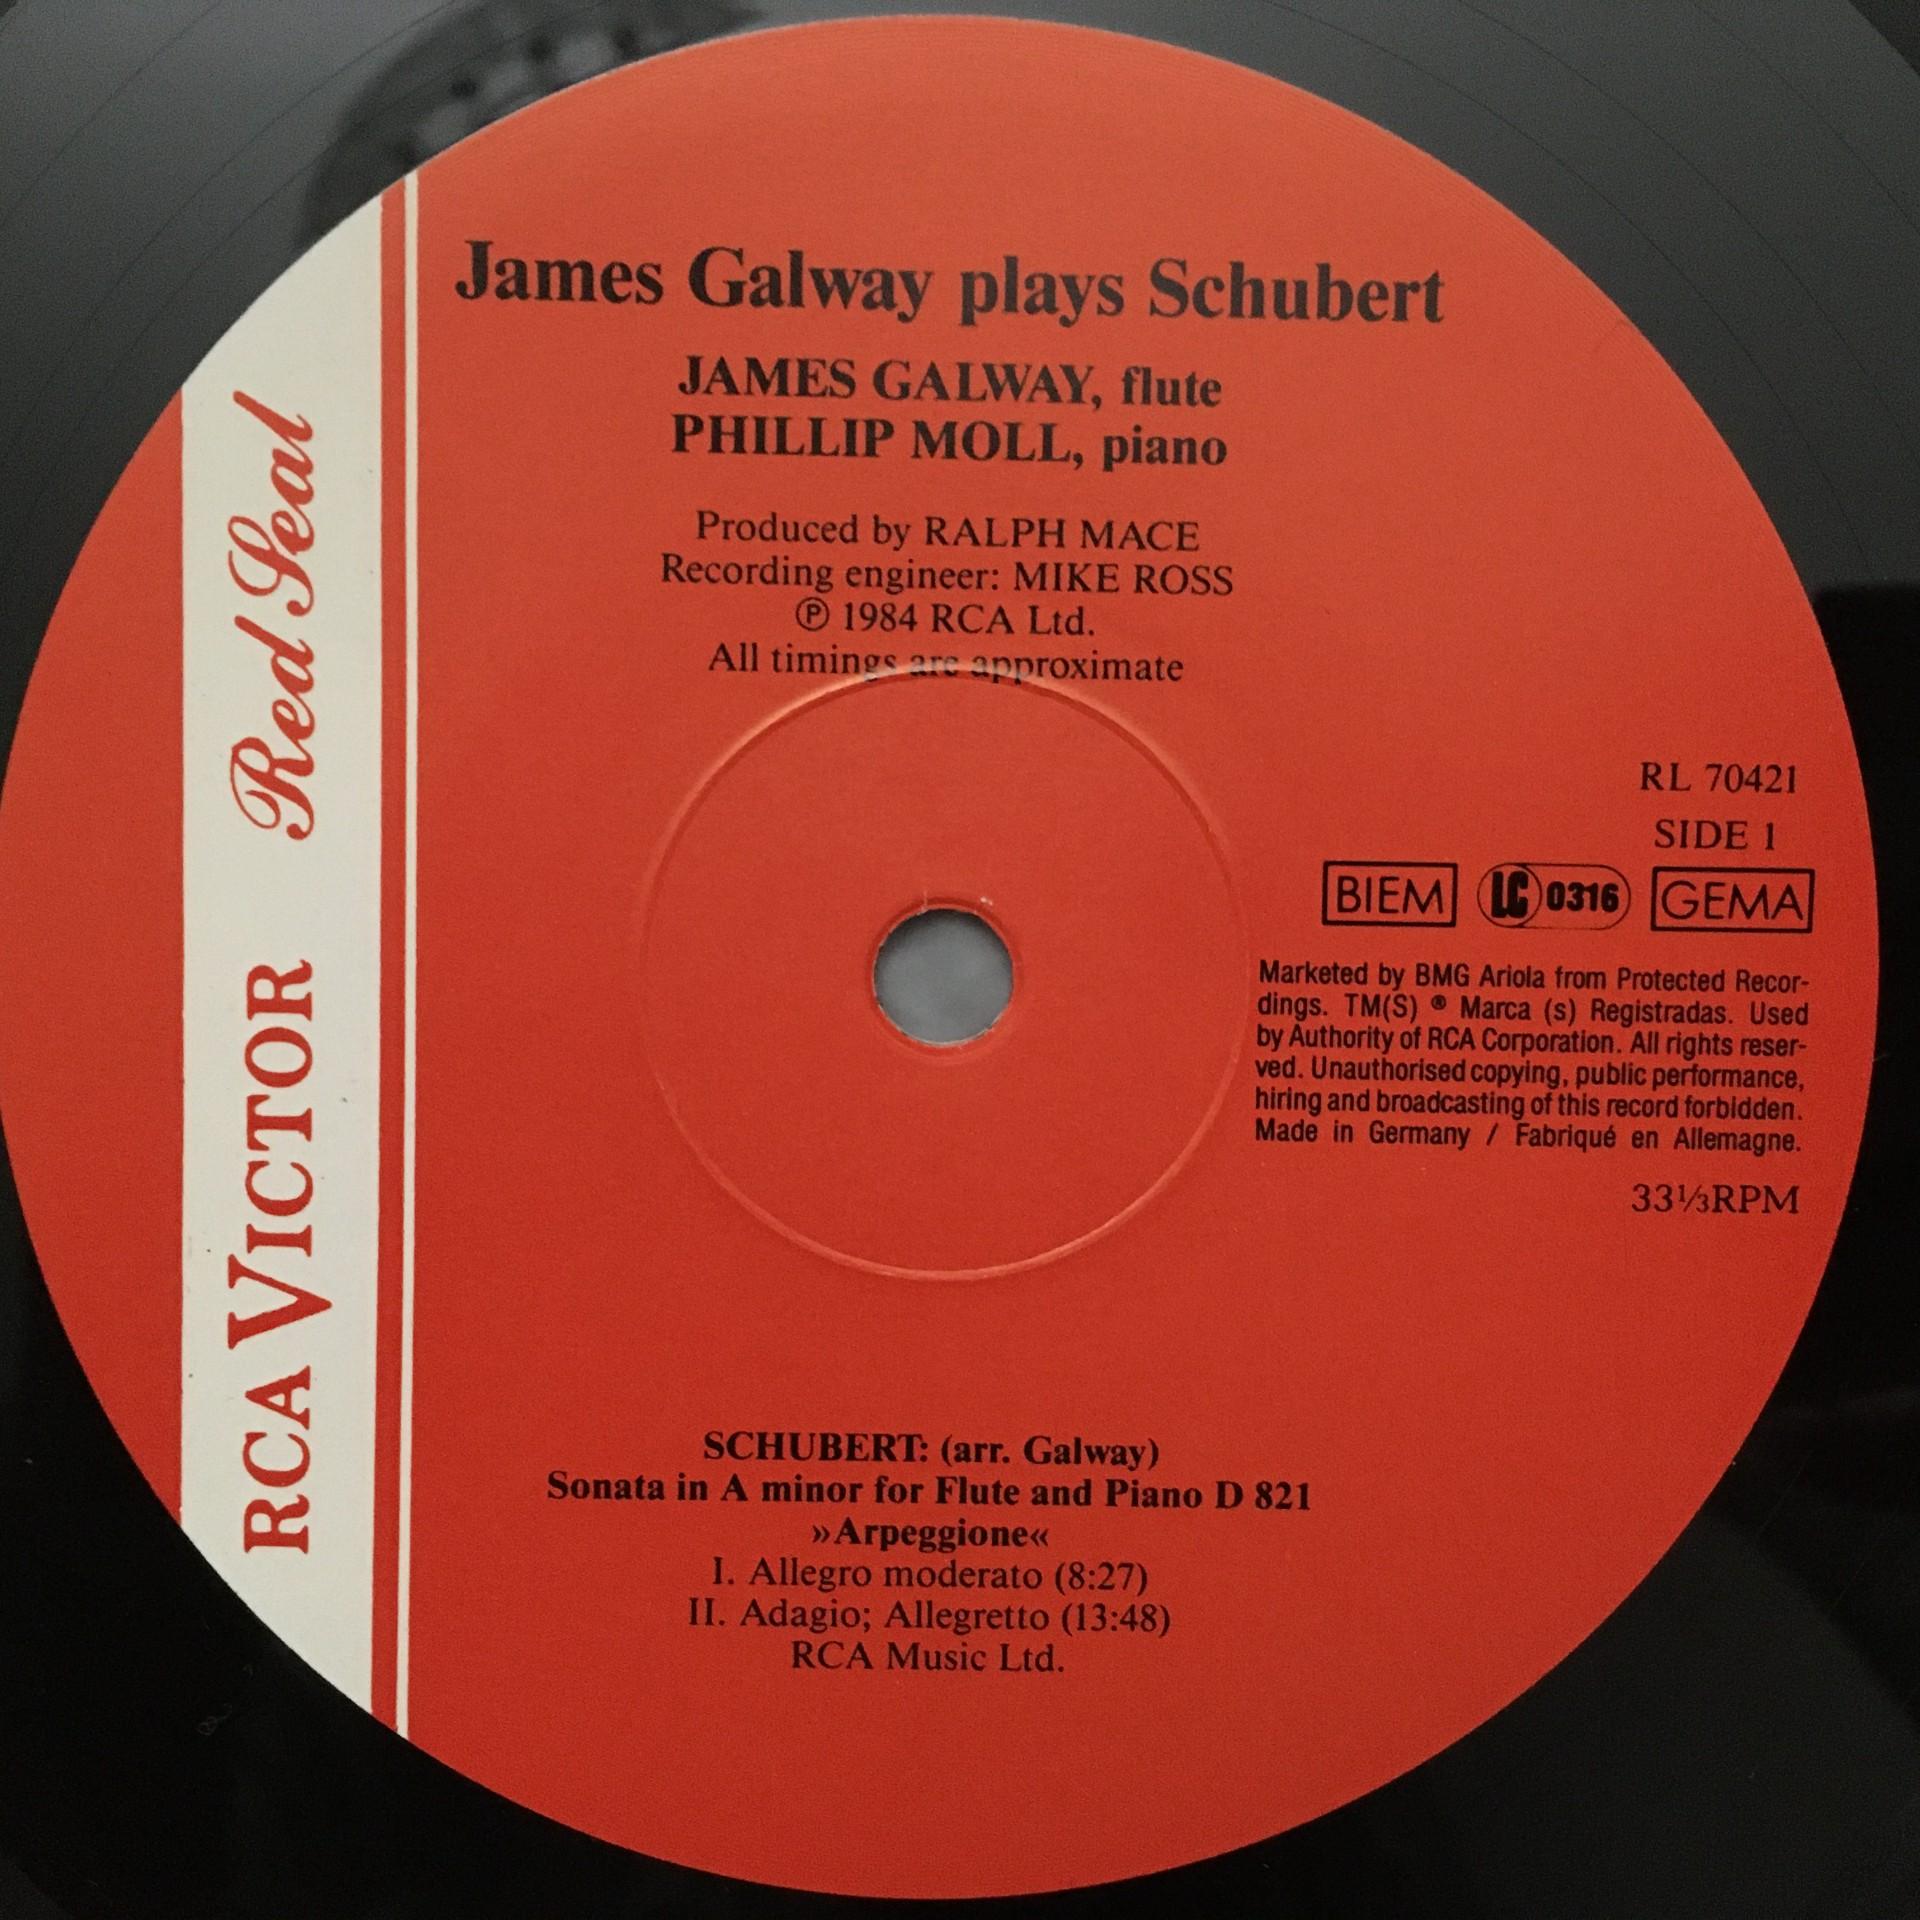 James Galway plays Schubert
JAMES GALWAY, flute
PHILLIP MOLL, piano
Produced by RALPH MACE
Recording engineer: MIKE ROSS
℗ 1984 RCA Ltd.
All timings are approximate
RCA VICTOR Red Seal
RL 70421
SIDE 1
BIEM LC 0316 GEMA
Marketed by BMG Ariola from Protected Recor-
dings. TM(S) ® Marca (s) Registradas. Used
by Authority of RCA Corporation. All rights reser-
ved. Unauthorised copying, public performance,
hiring and broadcasting of this record forbidden.
Made in Germany / Fabriqué en Allemagne.
33⅓RPM
SCHUBERT: (arr. Galway)
Sonata in A minor for Flute and Piano D 821
»Arpeggione«
I. Allegro moderato (8:27)
II. Adagio; Allegretto (13:48)
RCA Music Ltd.